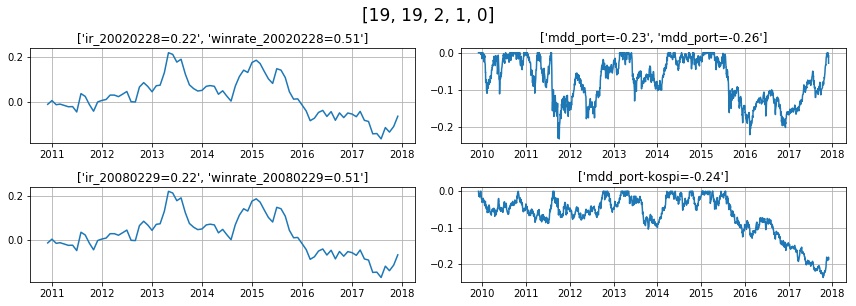 [19, 19, 2, 1, 0]
['ir_20020228=0.22', 'winrate_20020228=0.51']
0.2
0.0
2011 2012 2013 2014 2015 2016 2017 2018
['mdd_port=-0.23', 'mdd_port=-0.26']
0.0
−0.1
−0.2
2010 2011 2012 2013 2014 2015 2016 2017 2018
['ir_20080229=0.22', 'winrate_20080229=0.51']
0.2
0.0
2011 2012 2013 2014 2015 2016 2017 2018
['mdd_port-kospi=-0.24']
0.0
−0.1
−0.2
2010 2011 2012 2013 2014 2015 2016 2017 2018